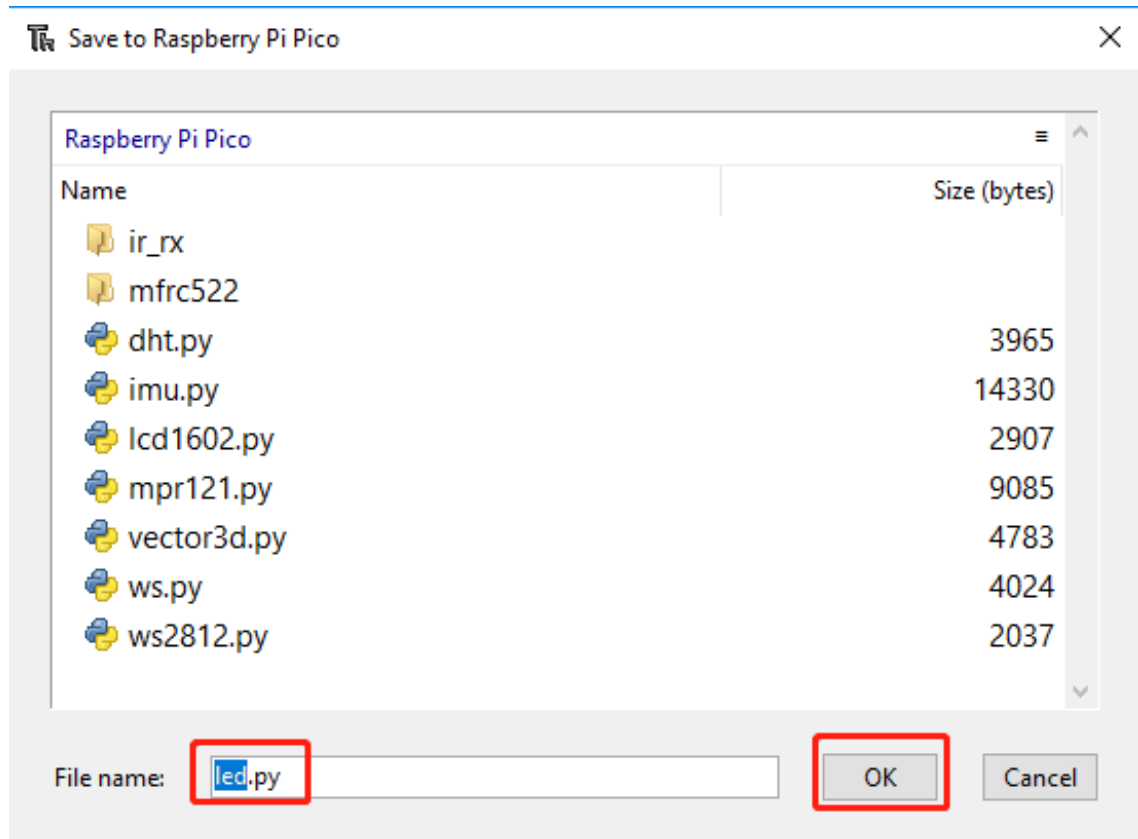 Save to Raspberry Pi Pico
Raspberry Pi Pico
Name Size (bytes)
ir_rx
mfrc522
dht.py 3965
imu.py 14330
lcd1602.py 2907
mpr121.py 9085
vector3d.py 4783
ws.py 4024
ws2812.py 2037
File name: led.py OK Cancel